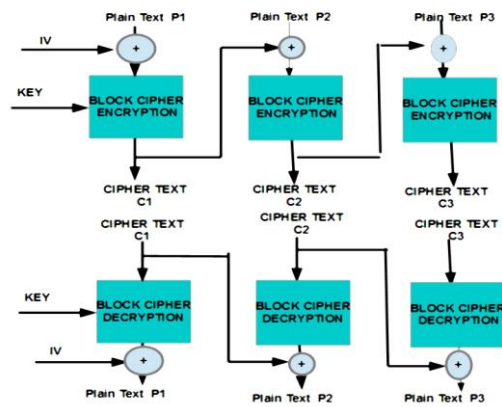 Plain Text P1
Plain Text P2
Plain Text P3
IV
+
+
+
KEY
BLOCK CIPHER
ENCRYPTION
BLOCK CIPHER
ENCRYPTION
BLOCK CIPHER
ENCRYPTION
CIPHER TEXT
C1
CIPHER TEXT
C2
CIPHER TEXT
C3
CIPHER TEXT
C1
CIPHER TEXT
C2
CIPHER TEXT
C3
KEY
BLOCK CIPHER
DECRYPTION
BLOCK CIPHER
DECRYPTION
BLOCK CIPHER
DECRYPTION
IV
+
+
+
Plain Text P1
Plain Text P2
Plain Text P3